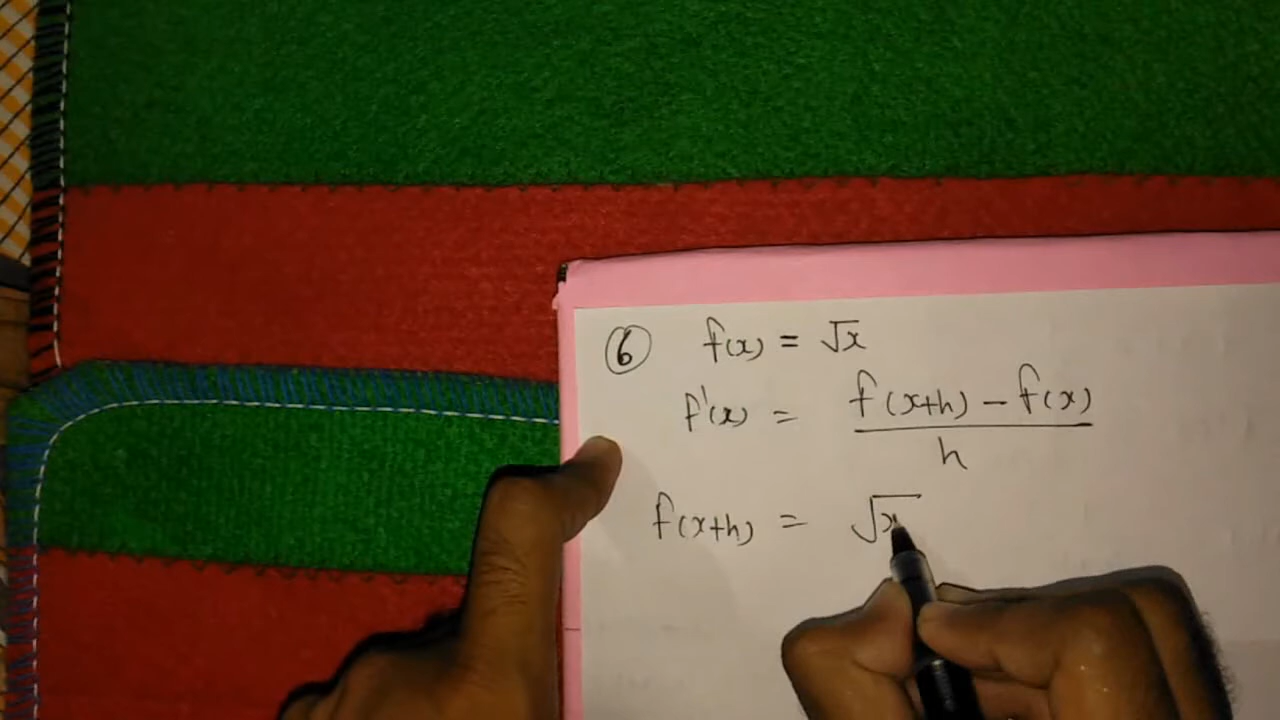 ⑥ f(x) = √x
f'(x) = f(x+h) - f(x) / h
f(x+h) = √x